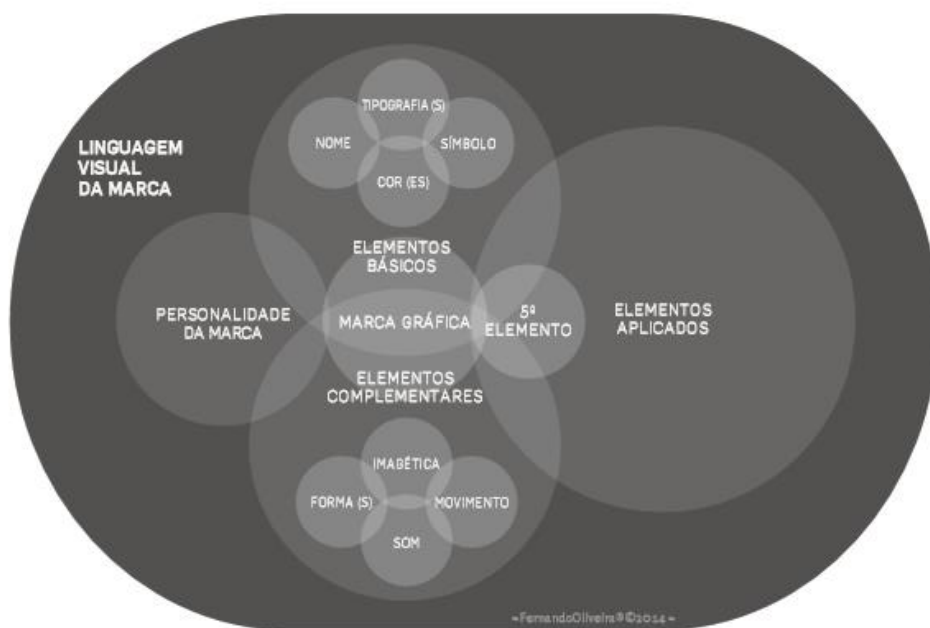 LINGUAGEM
VISUAL
DA MARCA
TIPOGRAFIA (S)
NOME
SÍMBOLO
COR (ES)
ELEMENTOS
BÁSICOS
PERSONALIDADE
DA MARCA
MARCA GRÁFICA
5º
ELEMENTO
ELEMENTOS
APLICADOS
ELEMENTOS
COMPLEMENTARES
IMAGÉTICA
FORMA (S)
MOVIMENTO
SOM
~FernandoOliveira®©2014~